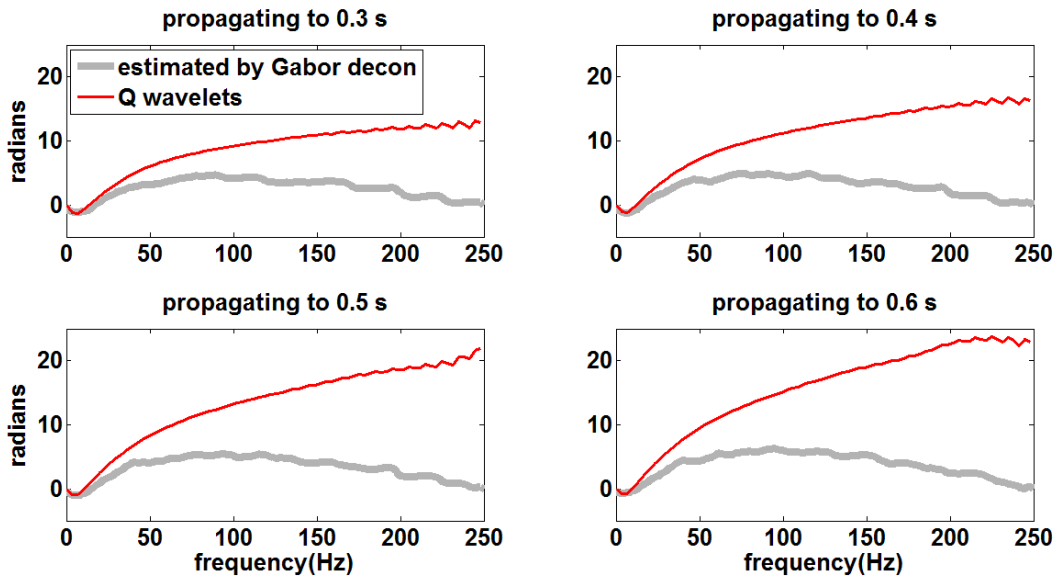 propagating to 0.3 s
propagating to 0.4 s
radians
20
10
0
estimated by Gabor decon
Q wavelets
0 50 100 150 200 250
20
10
0
0 50 100 150 200 250
propagating to 0.5 s
propagating to 0.6 s
radians
20
10
0
0 50 100 150 200 250
frequency(Hz)
20
10
0
0 50 100 150 200 250
frequency(Hz)